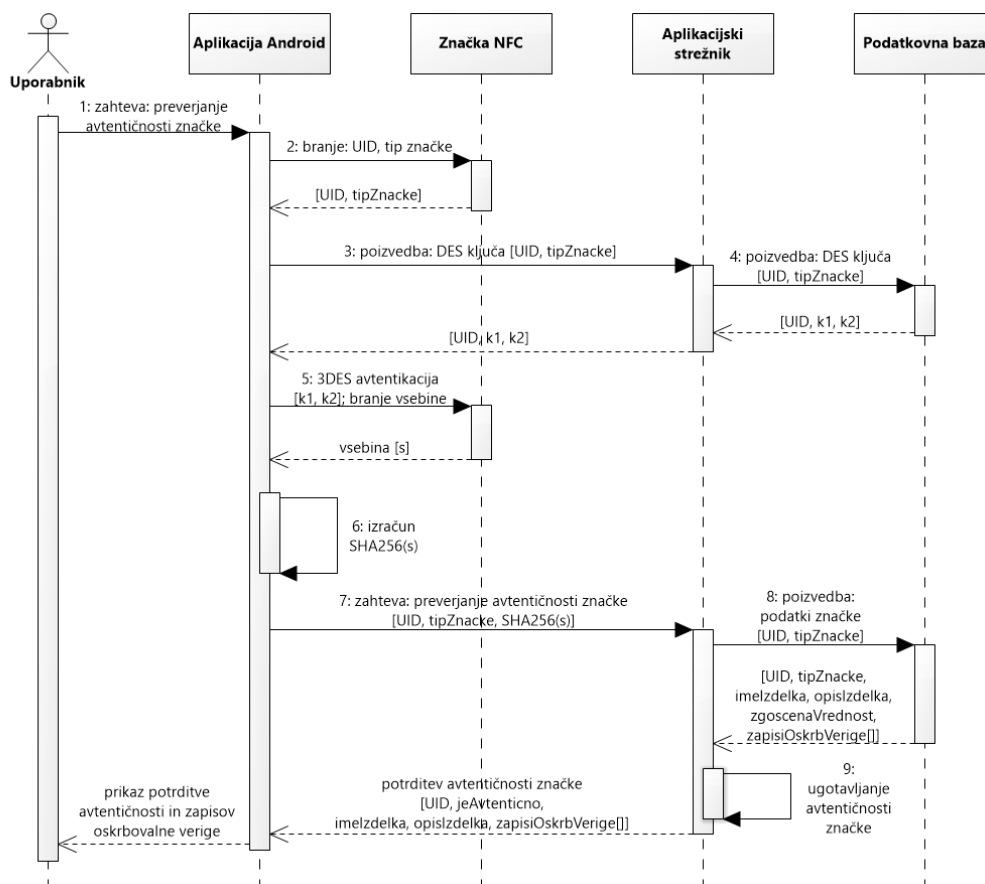 Uporabnik
Aplikacija Android
Značka NFC
Aplikacijski
strežnik
Podatkovna baza
1: zahteva: preverjanje
avtentičnosti značke
2: branje: UID, tip značke
[UID, tipZnacke]
3: poizvedba: DES ključa [UID, tipZnacke]
4: poizvedba: DES ključa
[UID, tipZnacke]
[UID, k1, k2]
[UID, k1, k2]
5: 3DES avtentikacija
[k1, k2]; branje vsebine
vsebina [s]
6: izračun
SHA256(s)
7: zahteva: preverjanje avtentičnosti značke
[UID, tipZnacke, SHA256(s)]
8: poizvedba:
podatki značke
[UID, tipZnacke]
[UID, tipZnacke,
imeIzdelka, opisIzdelka,
zgoscenaVrednost,
zapisiOskrbVerige[]]
9:
ugotavljanje
avtentičnosti
značke
potrditev avtentičnosti značke
[UID, jeAvtenticno,
imeIzdelka, opisIzdelka, zapisiOskrbVerige[]]
prikaz potrditve
avtentičnosti in zapisov
oskrbovalne verige